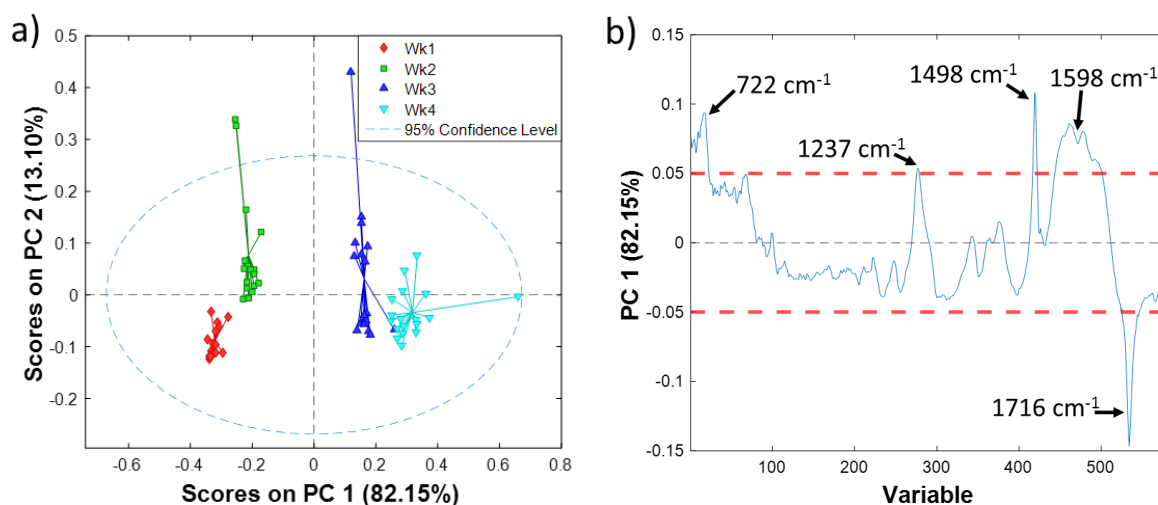 a)
Scores on PC 2 (13.10%)
0.5
0.4
0.3
0.2
0.1
0
-0.1
-0.2
Wk1
Wk2
Wk3
Wk4
95% Confidence Level
-0.6 -0.4 -0.2 0 0.2 0.4 0.6 0.8
Scores on PC 1 (82.15%)
b)
PC 1 (82.15%)
0.15
0.1
0.05
0
-0.05
-0.1
-0.15
722 cm⁻¹
1237 cm⁻¹
1498 cm⁻¹
1598 cm⁻¹
1716 cm⁻¹
100 200 300 400 500
Variable